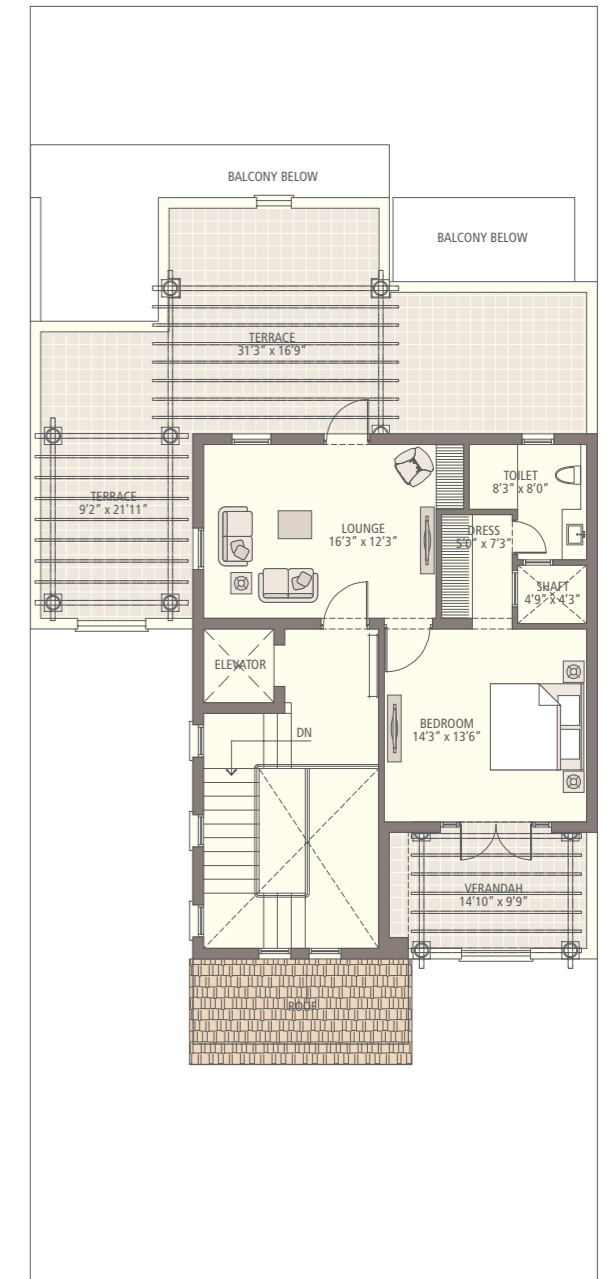 BALCONY BELOW
BALCONY BELOW
TERRACE
31'3" x 16'9"
TERRACE
9'2" x 21'11"
TOILET
8'3" x 8'0"
LOUNGE
16'3" x 12'3"
DRESS
5'0" x 7'3"
SHAFT
4'9" x 4'3"
ELEVATOR
DN
BEDROOM
14'3" x 13'6"
VERANDAH
14'10" x 9'9"
ROOF